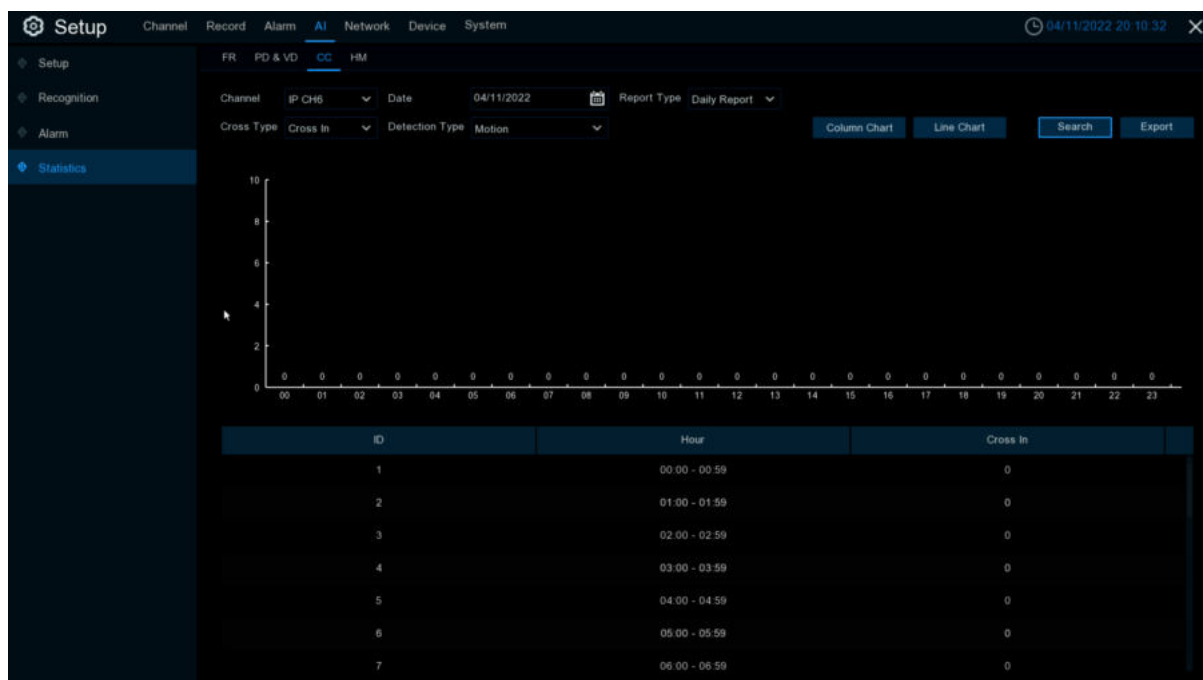 Setup Channel Record Alarm AI Network Device System 04/11/2022 20:10:32
Setup
Recognition
Alarm
Statistics
FR PD & VD CC HM
Channel IP CH6 Date 04/11/2022 Report Type Daily Report
Cross Type Cross In Detection Type Motion Column Chart Line Chart Search Export
10
8
6
4
2
0
0 0 0 0 0 0 0 0 0 0 0 0 0 0 0 0 0 0 0 0 0 0 0 0
00 01 02 03 04 05 06 07 08 09 10 11 12 13 14 15 16 17 18 19 20 21 22 23
ID Hour Cross In
1 00:00 - 00:59 0
2 01:00 - 01:59 0
3 02:00 - 02:59 0
4 03:00 - 03:59 0
5 04:00 - 04:59 0
6 05:00 - 05:59 0
7 06:00 - 06:59 0